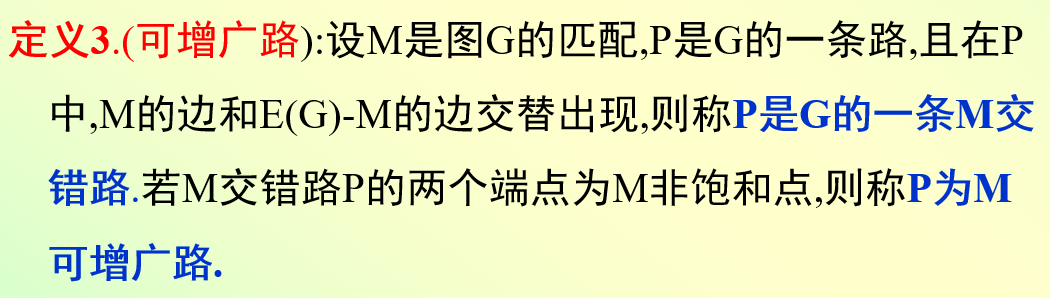 定义3.(可增广路):设M是图G的匹配,P是G的一条路,且在P
中,M的边和E(G)-M的边交替出现,则称P是G的一条M交
错路.若M交错路P的两个端点为M非饱和点,则称P为M
可增广路.